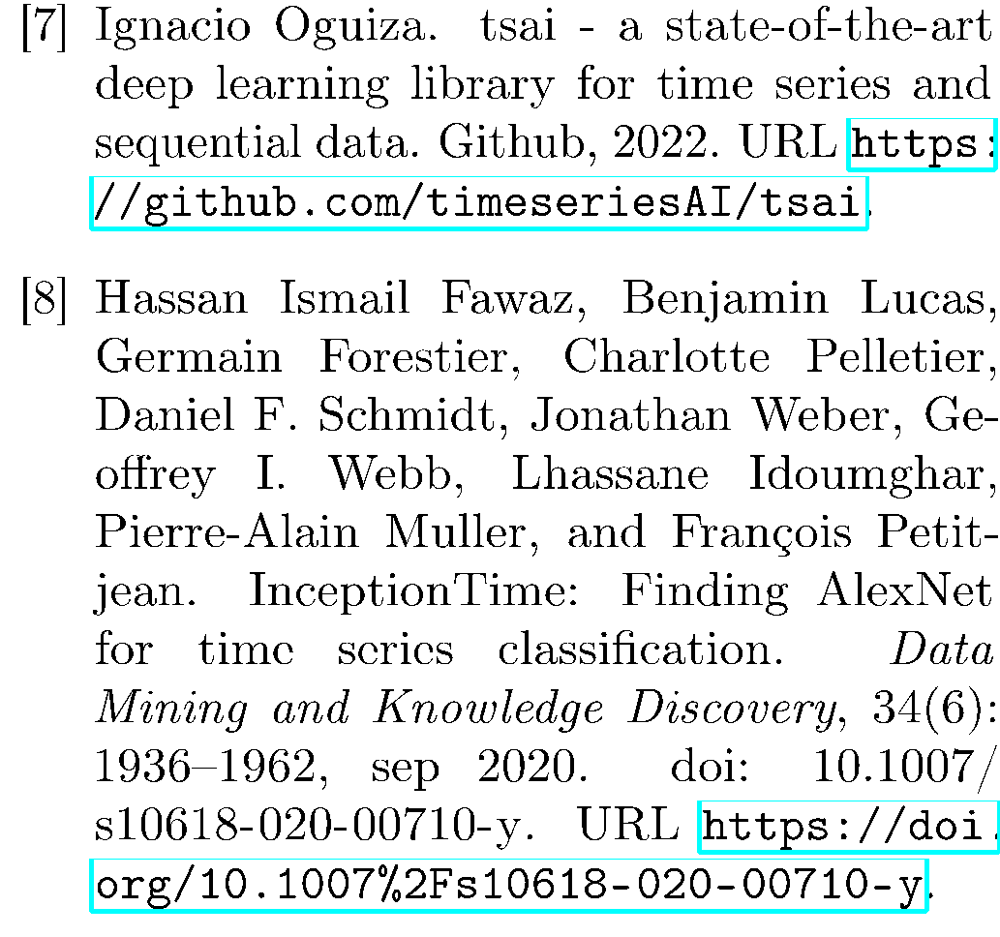 [7] Ignacio Oguiza. tsai - a state-of-the-art
deep learning library for time series and
sequential data. Github, 2022. URL https:
//github.com/timeseriesAI/tsai.
[8] Hassan Ismail Fawaz, Benjamin Lucas,
Germain Forestier, Charlotte Pelletier,
Daniel F. Schmidt, Jonathan Weber, Ge-
offrey I. Webb, Lhassane Idoumghar,
Pierre-Alain Muller, and François Petit-
jean. InceptionTime: Finding AlexNet
for time series classification. Data
Mining and Knowledge Discovery, 34(6):
1936–1962, sep 2020. doi: 10.1007/
s10618-020-00710-y. URL https://doi.
org/10.1007%2Fs10618-020-00710-y.